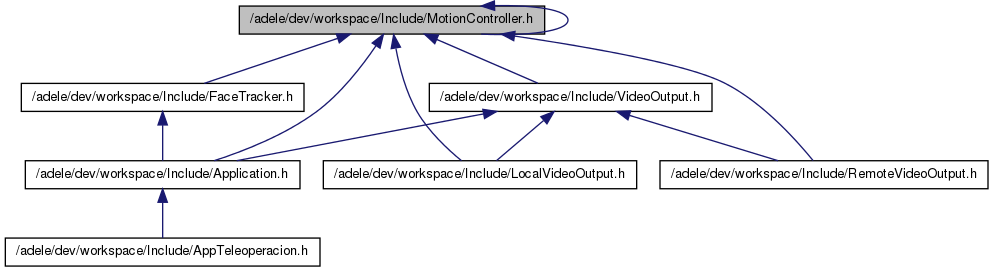 /adele/dev/workspace/Include/MotionController.h
/adele/dev/workspace/Include/FaceTracker.h
/adele/dev/workspace/Include/VideoOutput.h
/adele/dev/workspace/Include/Application.h
/adele/dev/workspace/Include/LocalVideoOutput.h
/adele/dev/workspace/Include/RemoteVideoOutput.h
/adele/dev/workspace/Include/AppTeleoperacion.h